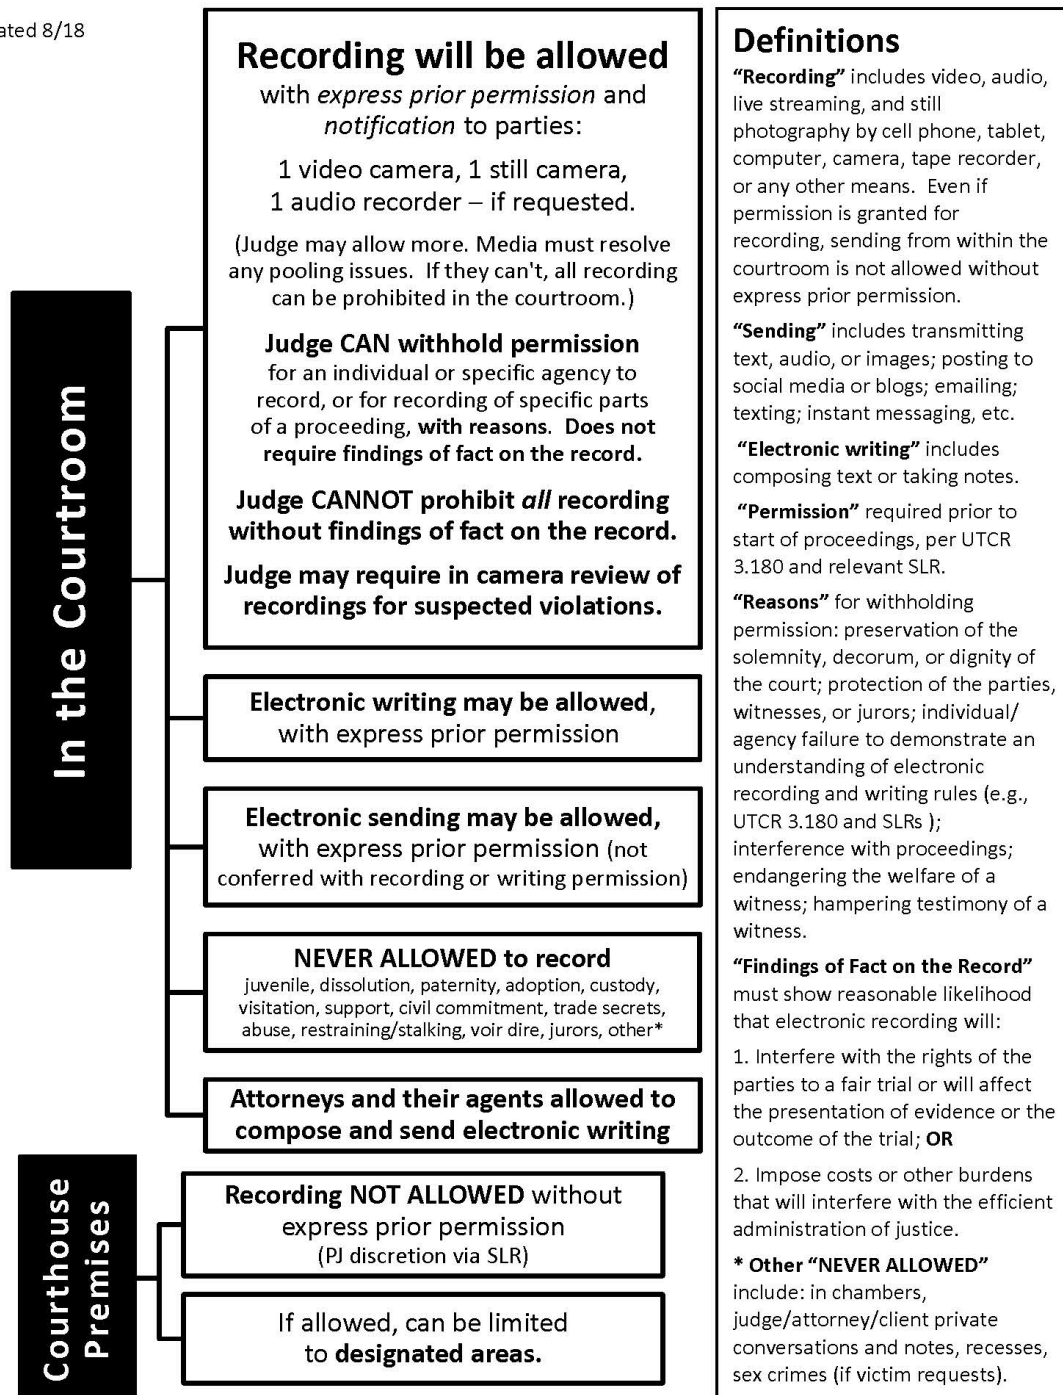 ated 8/18
In the Courtroom
Recording will be allowed
with express prior permission and
notification to parties:
1 video camera, 1 still camera,
1 audio recorder – if requested.
(Judge may allow more. Media must resolve
any pooling issues.  If they can't, all recording
can be prohibited in the courtroom.)
Judge CAN withhold permission
for an individual or specific agency to
record, or for recording of specific parts
of a proceeding, with reasons.  Does not
require findings of fact on the record.
Judge CANNOT prohibit all recording
without findings of fact on the record.
Judge may require in camera review of
recordings for suspected violations.
Electronic writing may be allowed,
with express prior permission
Electronic sending may be allowed,
with express prior permission (not
conferred with recording or writing permission)
NEVER ALLOWED to record
juvenile, dissolution, paternity, adoption, custody,
visitation, support, civil commitment, trade secrets,
abuse, restraining/stalking, voir dire, jurors, other*
Attorneys and their agents allowed to
compose and send electronic writing
Courthouse
Premises
Recording NOT ALLOWED without
express prior permission
(PJ discretion via SLR)
If allowed, can be limited
to designated areas.
Definitions
“Recording” includes video, audio,
live streaming, and still
photography by cell phone, tablet,
computer, camera, tape recorder,
or any other means.  Even if
permission is granted for
recording, sending from within the
courtroom is not allowed without
express prior permission.
“Sending” includes transmitting
text, audio, or images; posting to
social media or blogs; emailing;
texting; instant messaging, etc.
“Electronic writing” includes
composing text or taking notes.
“Permission” required prior to
start of proceedings, per UTCR
3.180 and relevant SLR.
“Reasons” for withholding
permission: preservation of the
solemnity, decorum, or dignity of
the court; protection of the parties,
witnesses, or jurors; individual/
agency failure to demonstrate an
understanding of electronic
recording and writing rules (e.g.,
UTCR 3.180 and SLRs );
interference with proceedings;
endangering the welfare of a
witness; hampering testimony of a
witness.
“Findings of Fact on the Record”
must show reasonable likelihood
that electronic recording will:
1. Interfere with the rights of the
parties to a fair trial or will affect
the presentation of evidence or the
outcome of the trial; OR
2. Impose costs or other burdens
that will interfere with the efficient
administration of justice.
* Other “NEVER ALLOWED”
include: in chambers,
judge/attorney/client private
conversations and notes, recesses,
sex crimes (if victim requests).